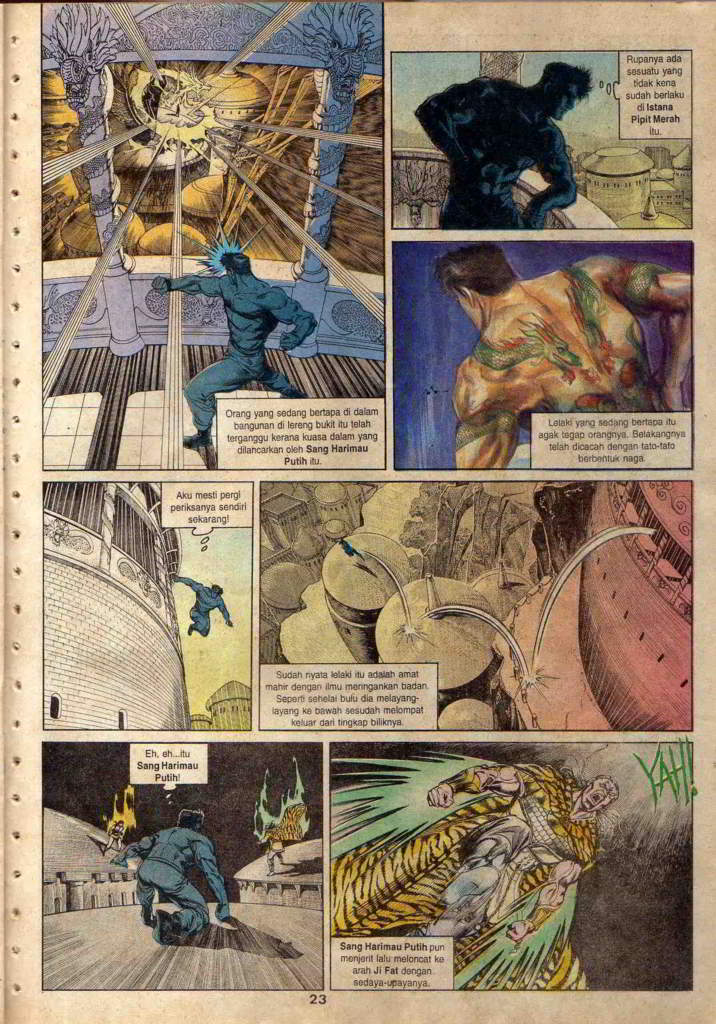 Orang yang sedang bertapa di dalam
bangunan di lereng bukit itu telah
terganggu kerana kuasa dalam yang
dilancarkan oleh Sang Harimau
Putih itu.
Rupanya ada
sesuatu yang
tidak kena
sudah berlaku
di Istana
Pipit Merah
itu.
Lelaki yang sedang bertapa itu
agak tegap orangnya. Belakangnya
telah dicacah dengan tato-tato
berbentuk naga.
Aku mesti pergi
periksanya sendiri
sekarang!
Sudah nyata lelaki itu adalah amat
mahir dengan ilmu meringankan badan.
Seperti sehelai bulu dia melayang-
layang ke bawah sesudah melompat
keluar dari tingkap biliknya.
Eh, eh...itu
Sang Harimau
Putih!
YAH!
Sang Harimau Putih pun
menjerit lalu meloncat ke
arah Ji Fat dengan
sedaya-upayanya.
23